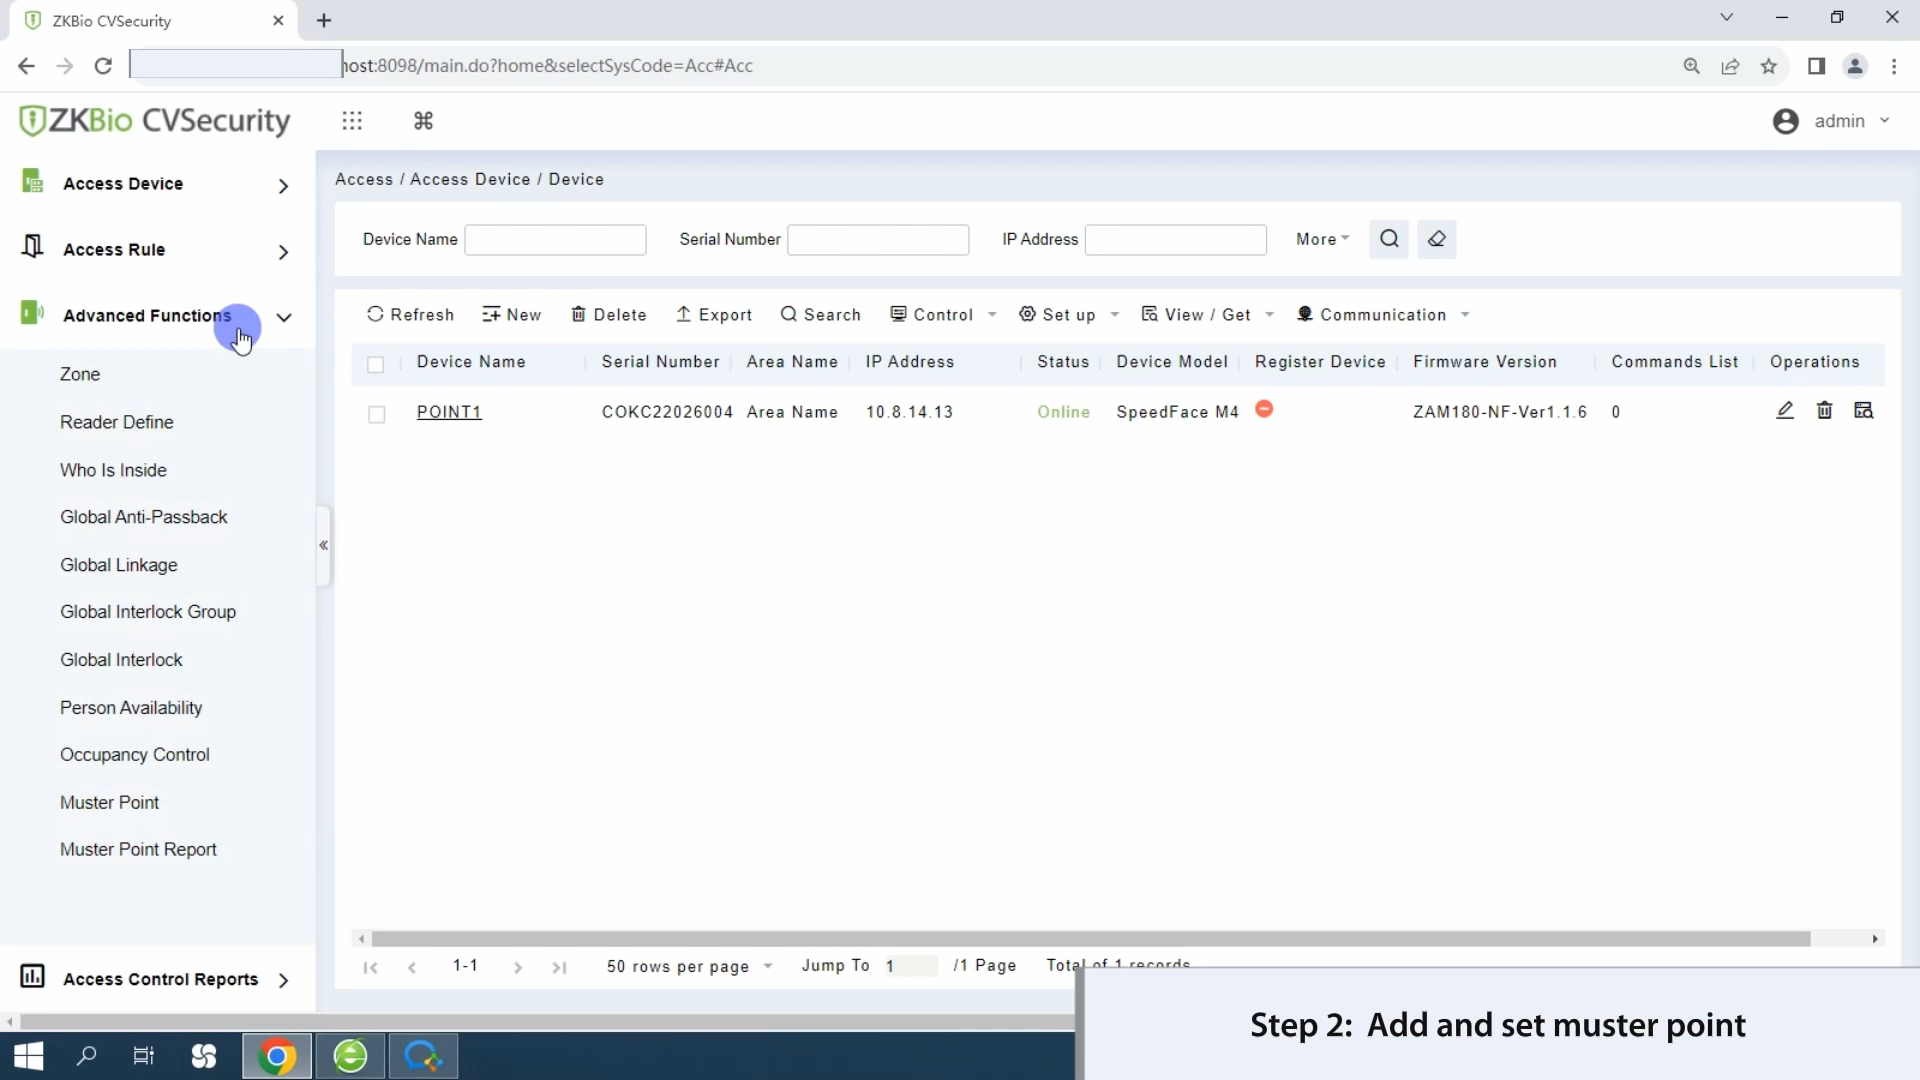 ZKBio CVSecurity
host:8098/main.do?home&selectSysCode=Acc#Acc
ZKBio CVSecurity
admin
Access Device
Access Rule
Advanced Functions
Zone
Reader Define
Who Is Inside
Global Anti-Passback
Global Linkage
Global Interlock Group
Global Interlock
Person Availability
Occupancy Control
Muster Point
Muster Point Report
Access Control Reports
Access / Access Device / Device
Device Name Serial Number IP Address More
Refresh New Delete Export Search Control Set up View / Get Communication
Device Name Serial Number Area Name IP Address Status Device Model Register Device Firmware Version Commands List Operations
POINT1 COKC22026004 Area Name 10.8.14.13 Online SpeedFace M4 ZAM180-NF-Ver1.1.6 0
1-1 50 rows per page Jump To 1 /1 Page Total of 1 records
Step 2: Add and set muster point